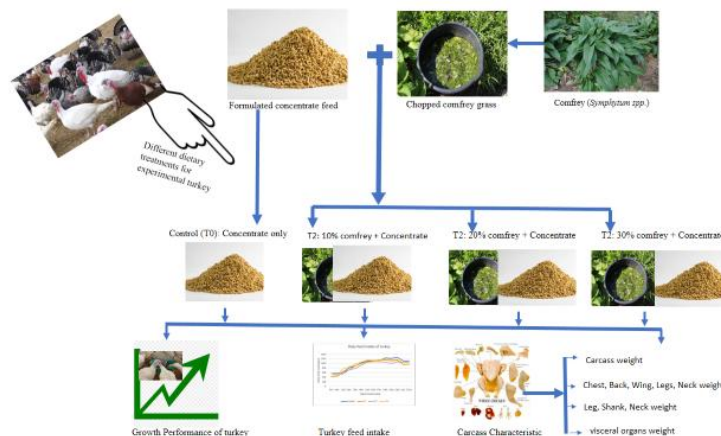 Formulated concentrate feed
Chopped comfrey grass
Comfrey (Symphytum spp.)
Different dietary
treatments for
experimental turkey
Control (T0): Concentrate only
T2: 10% comfrey + Concentrate
T2: 20% comfrey + Concentrate
T2: 30% comfrey + Concentrate
Carcass weight
Chest, Back, Wing, Legs, Neck weigh
Leg, Shank, Neck weight
visceral organs weight
Growth Performance of turkey
Turkey feed intake
Carcass Characteristic